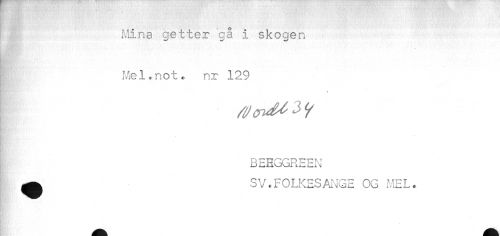 Mina getter gå i skogen
Mel.not. nr 129
Nordl 34
BERGGREEN
SV.FOLKESANGE OG MEL.